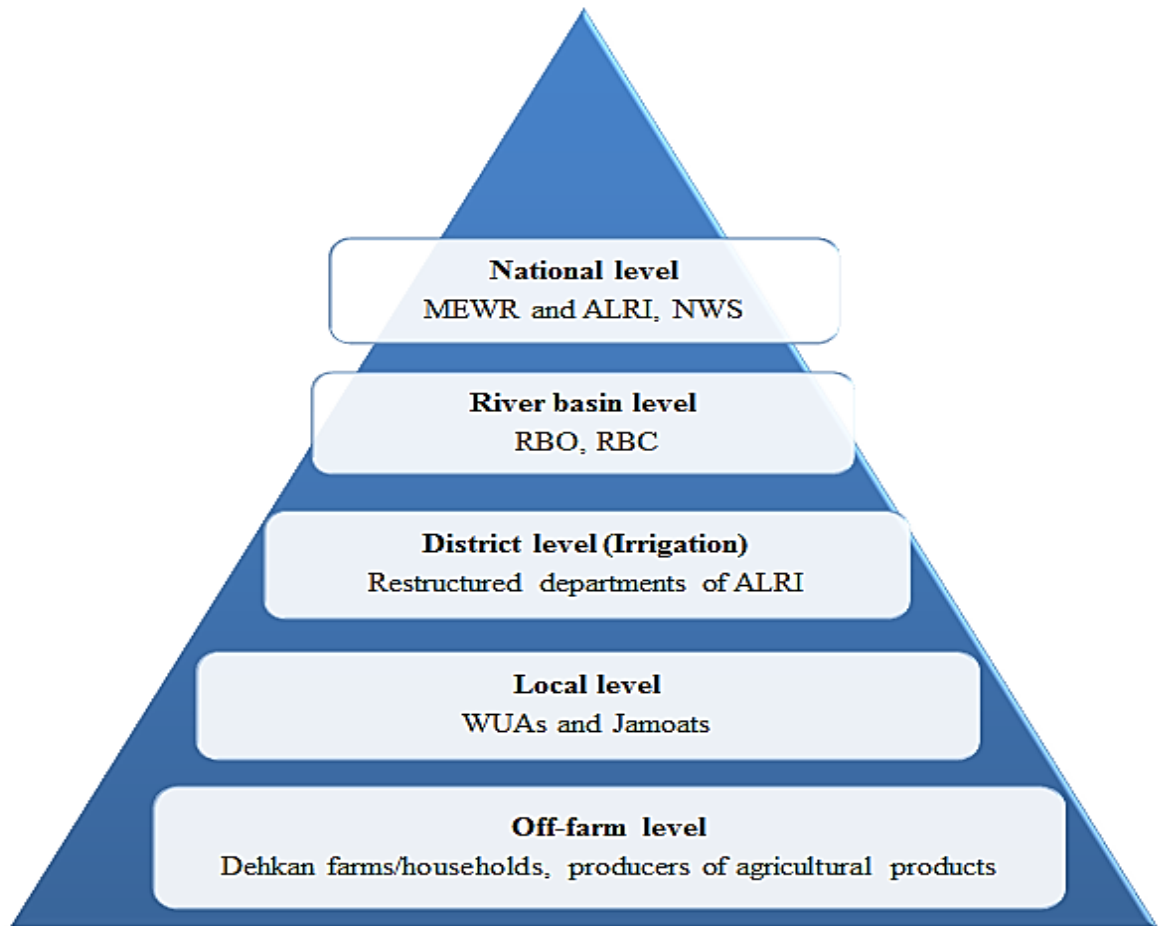 National level
MEWR and ALRI, NWS
River basin level
RBO, RBC
District level (Irrigation)
Restructured departments of ALRI
Local level
WUAs and Jamoats
Off-farm level
Dehkan farms/households, producers of agricultural products